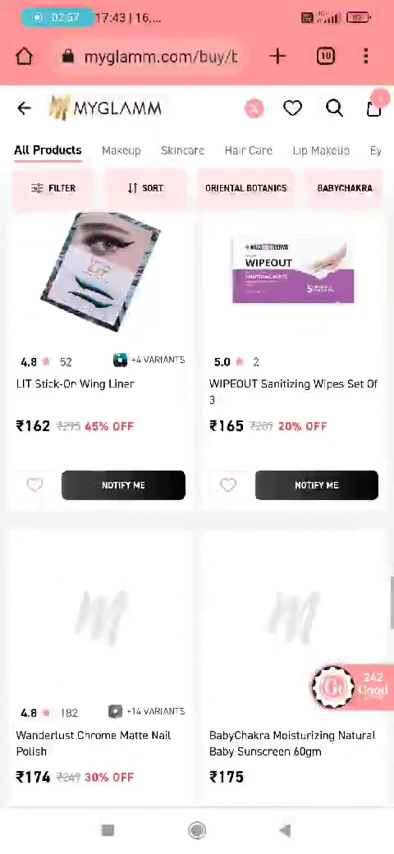 02:57 17:43 | 16....
myglamm.com/buy/b
10
MYGLAMM
%
1
All Products Makeup Skincare Hair Care Lip Makeup Ey
FILTER SORT ORIENTAL BOTANICS BABYCHAKRA
LIT
WIPEOUT
4.8 52 +4 VARIANTS
5.0 2
LIT Stick-On Wing Liner
WIPEOUT Sanitizing Wipes Set Of
3
₹162 ₹295 45% OFF
₹165 ₹207 20% OFF
NOTIFY ME
NOTIFY ME
4.8 182 +14 VARIANTS
Wanderlust Chrome Matte Nail
Polish
BabyChakra Moisturizing Natural
Baby Sunscreen 60gm
₹174 ₹249 30% OFF
₹175
262
Good